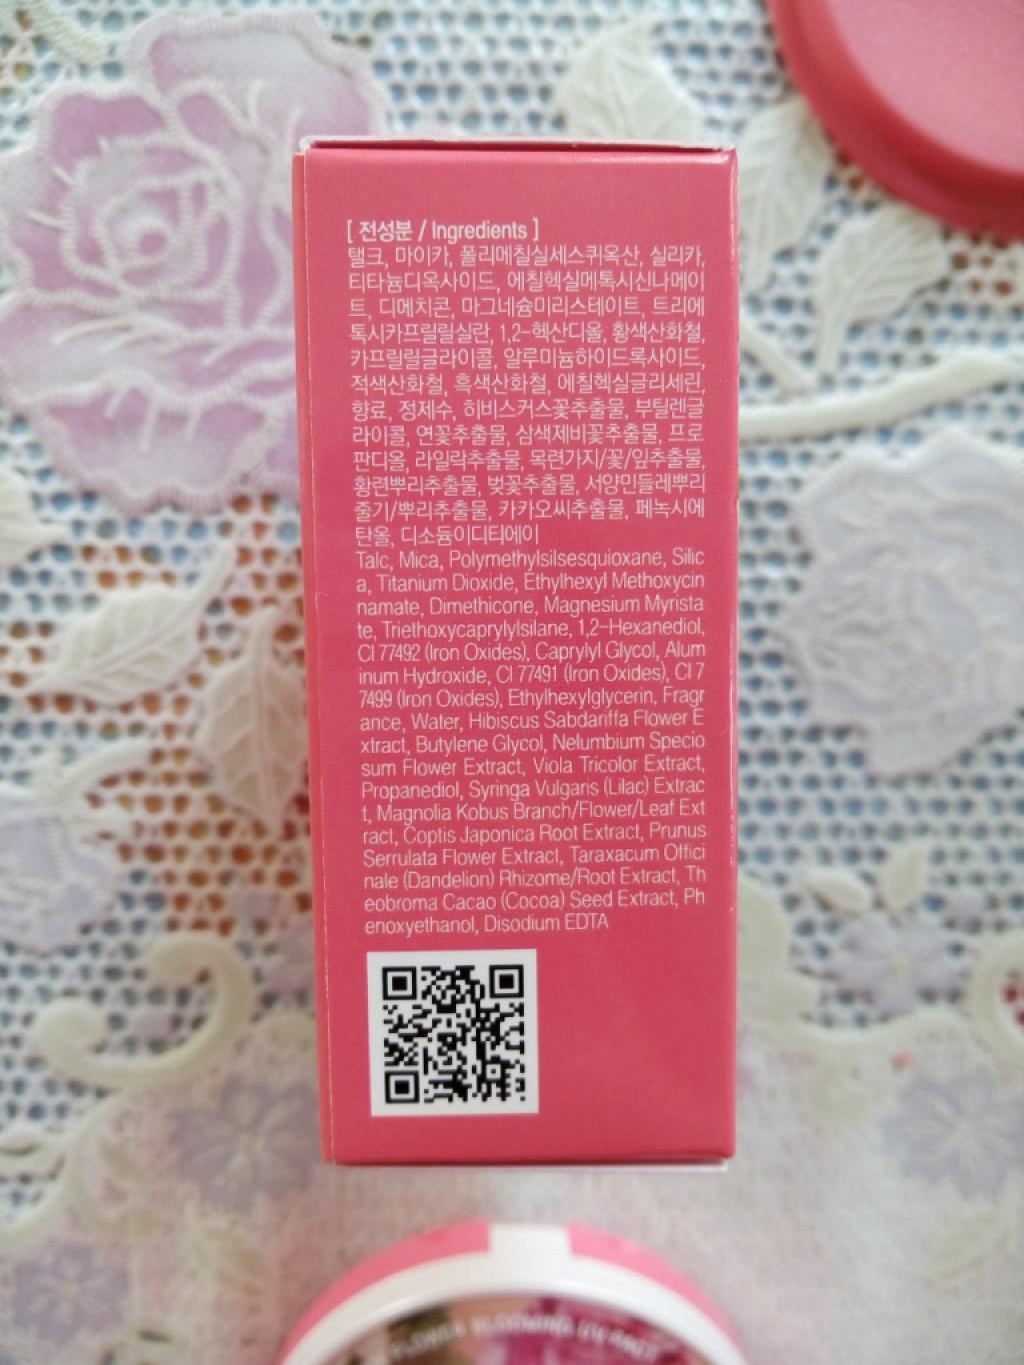 [ 전성분 / Ingredients ]
탤크, 마이카, 폴리메칠실세스퀴옥산, 실리카,
티타늄디옥사이드, 에칠헥실메톡시신나메이
트, 디메치콘, 마그네슘미리스테이트, 트리에
톡시카프릴릴실란, 1,2-헥산디올, 황색산화철,
카프릴릴글라이콜, 알루미늄하이드록사이드,
적색산화철, 흑색산화철, 에칠헥실글리세린,
향료, 정제수, 히비스커스꽃추출물, 부틸렌글
라이콜, 연꽃추출물, 삼색제비꽃추출물, 프로
판디올, 라일락추출물, 목련가지/꽃/잎추출물,
황련뿌리추출물, 벚꽃추출물, 서양민들레뿌리
줄기/뿌리추출물, 카카오씨추출물, 페녹시에
탄올, 디소듐이디티에이
Talc, Mica, Polymethylsilsesquioxane, Silic
a, Titanium Dioxide, Ethylhexyl Methoxycin
namate, Dimethicone, Magnesium Myrista
te, Triethoxycaprylylsilane, 1,2-Hexanediol,
CI 77492 (Iron Oxides), Caprylyl Glycol, Alum
inum Hydroxide, CI 77491 (Iron Oxides), CI 7
7499 (Iron Oxides), Ethylhexylglycerin, Fragr
ance, Water, Hibiscus Sabdariffa Flower E
xtract, Butylene Glycol, Nelumbium Specio
sum Flower Extract, Viola Tricolor Extract,
Propanediol, Syringa Vulgaris (Lilac) Extrac
t, Magnolia Kobus Branch/Flower/Leaf Ext
ract, Coptis Japonica Root Extract, Prunus
Serrulata Flower Extract, Taraxacum Offici
nale (Dandelion) Rhizome/Root Extract, Th
eobroma Cacao (Cocoa) Seed Extract, Ph
enoxyethanol, Disodium EDTA
FLOWER